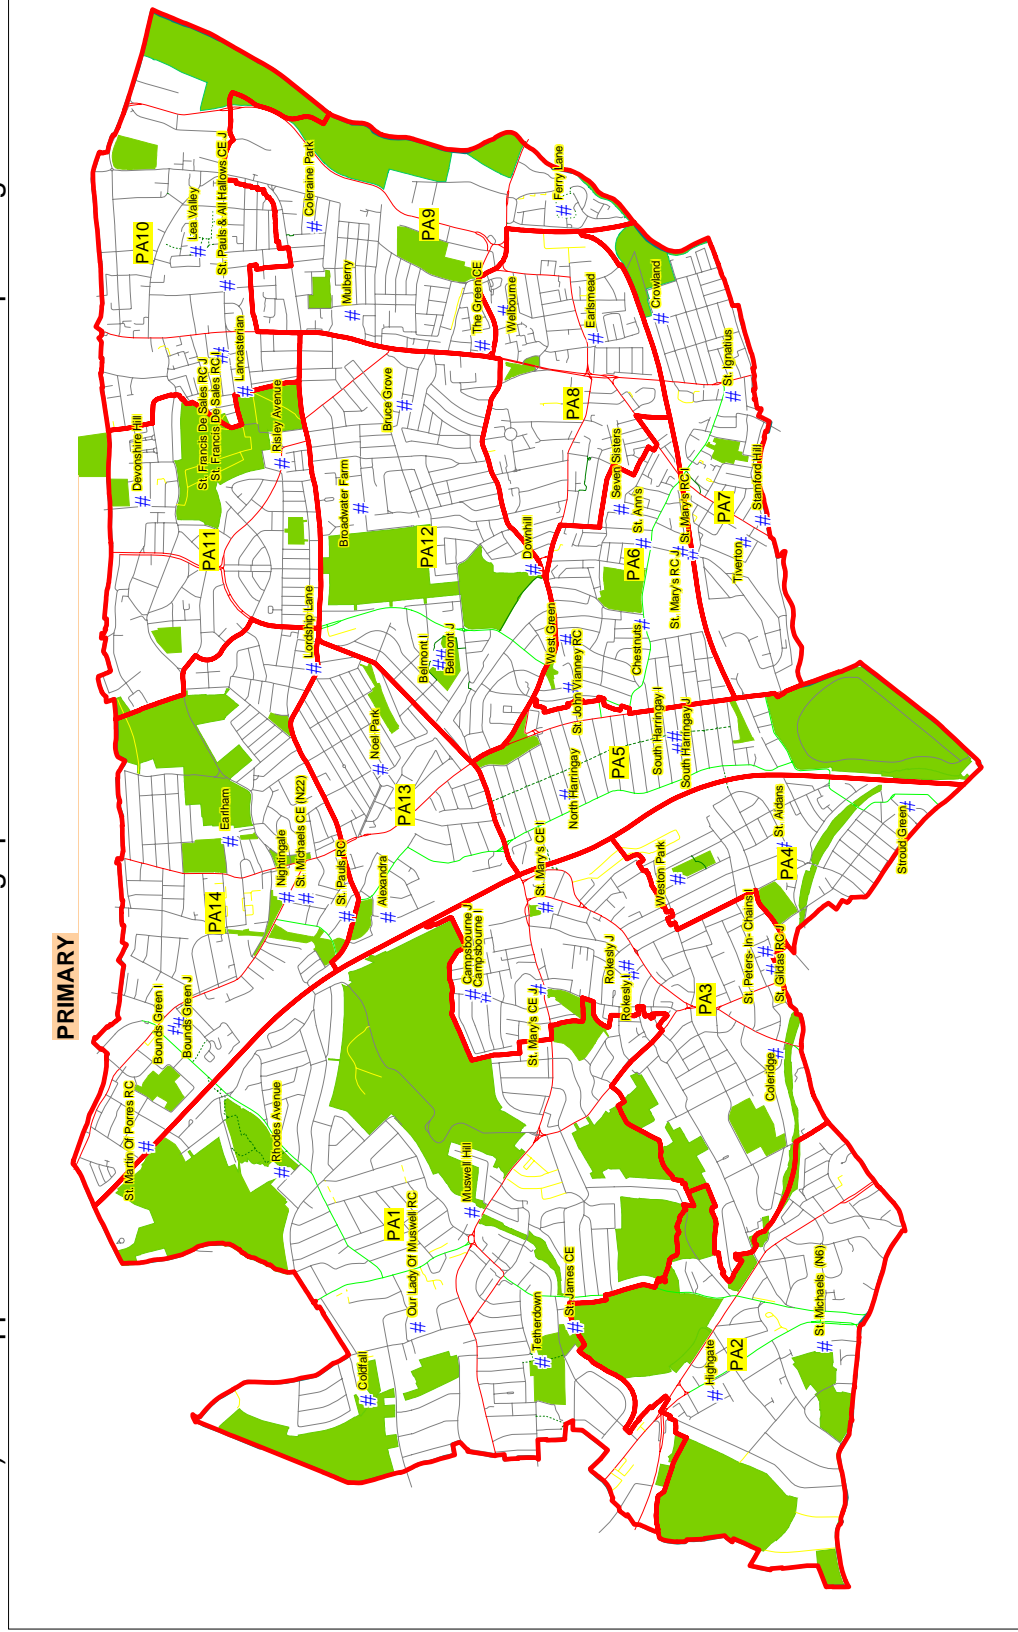 PRIMARY
St. Martin Of Porres RC
Bounds Green I
Bounds Green J
Rhodes Avenue
PA14
Nightingale
St. Michaels CE (N22)
Earlham
St. Pauls RC
Alexandra
Noel Park
PA13
Lordship Lane
PA11
Devonshire Hill
St. Francis De Sales RC J
St. Francis De Sales RC I
Risley Avenue
Lancasterian
PA10
Lea Valley
St. Pauls & All Hallows CE J
Coleraine Park
Mulberry
PA9
Bruce Grove
Broadwater Farm
PA12
Belmont I
Belmont J
Downhill
The Green CE
Welbourne
Ferry Lane
Earlsmead
PA8
Crowland
St. Ignatius
Seven Sisters
St. Ann's
PA6
St. Mary's RC I
St. Mary's RC J
PA7
Stamford Hill
Tiverton
Chestnuts
West Green
St. John Vianney RC
PA5
North Harringay
South Harringay I
South Harringay J
PA4
St. Aidans
Stroud Green
Weston Park
St. Mary's CE I
St. Mary's CE J
Campsbourne J
Campsbourne I
Rokesly J
Rokesly I
PA3
St. Peters- In- Chains I
St. Gildas RC J
Coleridge
PA1
Our Lady Of Muswell RC
Muswell Hill
Coldfall
Tetherdown
St. James CE
PA2
Highgate
St. Michaels (N6)